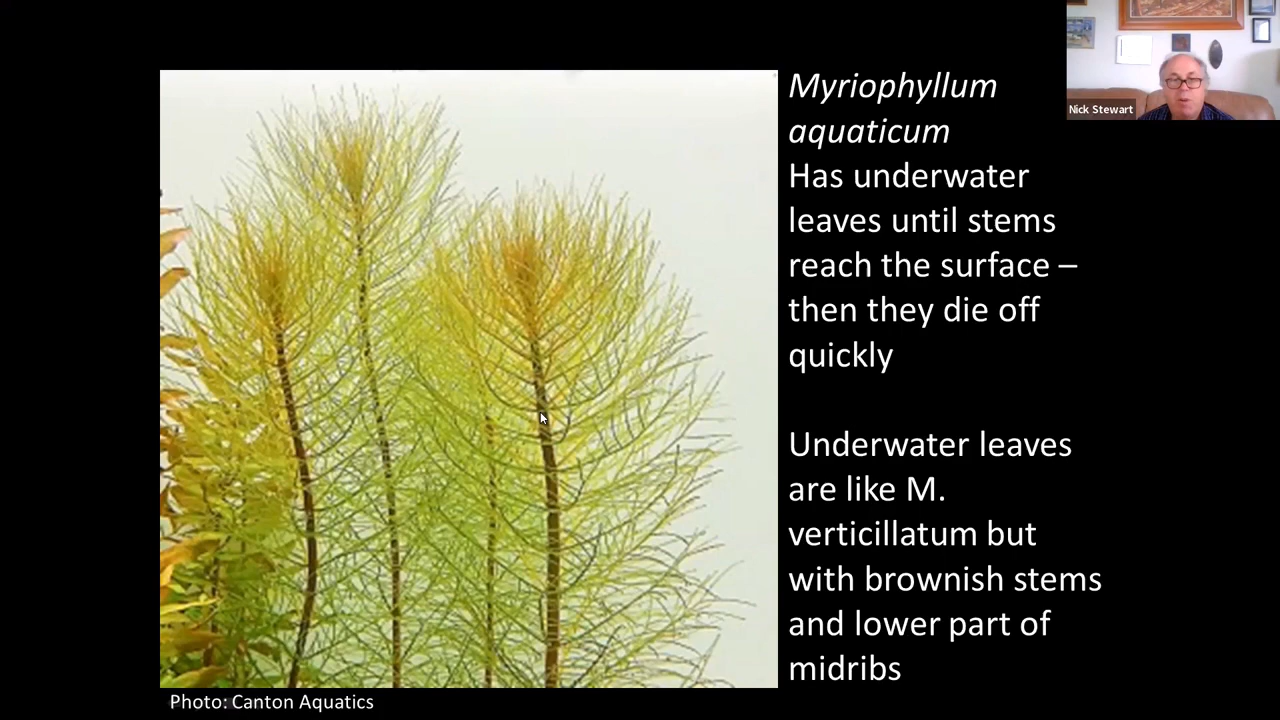 Myriophyllum
aquaticum
Has underwater
leaves until stems
reach the surface –
then they die off
quickly
Underwater leaves
are like M.
verticillatum but
with brownish stems
and lower part of
midribs
Photo: Canton Aquatics
Nick Stewart